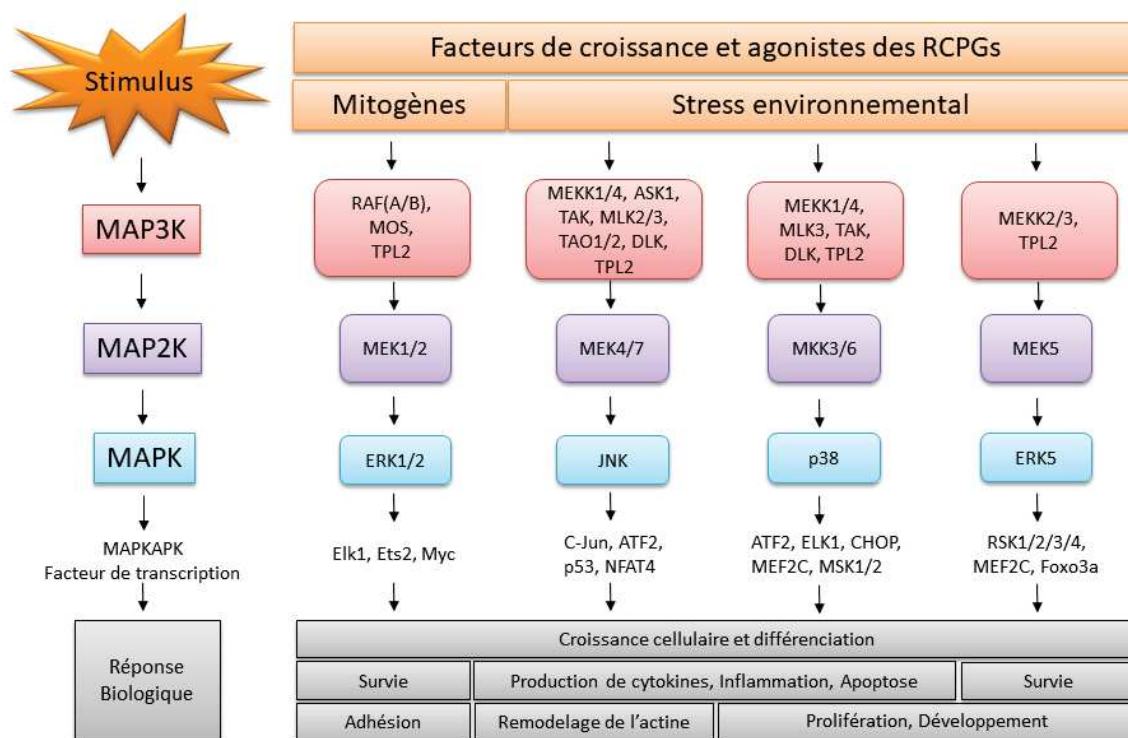 Stimulus
Facteurs de croissance et agonistes des RCPGs
Mitogènes
Stress environnemental
MAP3K
RAF(A/B),
MOS,
TPL2
MEKK1/4, ASK1,
TAK, MLK2/3,
TAO1/2, DLK,
TPL2
MEKK1/4,
MLK3, TAK,
DLK, TPL2
MEKK2/3,
TPL2
MAP2K
MEK1/2
MEK4/7
MKK3/6
MEK5
MAPK
ERK1/2
JNK
p38
ERK5
MAPKAPK
Facteur de transcription
Elk1, Ets2, Myc
C-Jun, ATF2,
p53, NFAT4
ATF2, ELK1, CHOP,
MEF2C, MSK1/2
RSK1/2/3/4,
MEF2C, Foxo3a
Réponse
Biologique
Croissance cellulaire et différenciation
Survie
Production de cytokines, Inflammation, Apoptose
Survie
Adhésion
Remodelage de l'actine
Prolifération, Développement